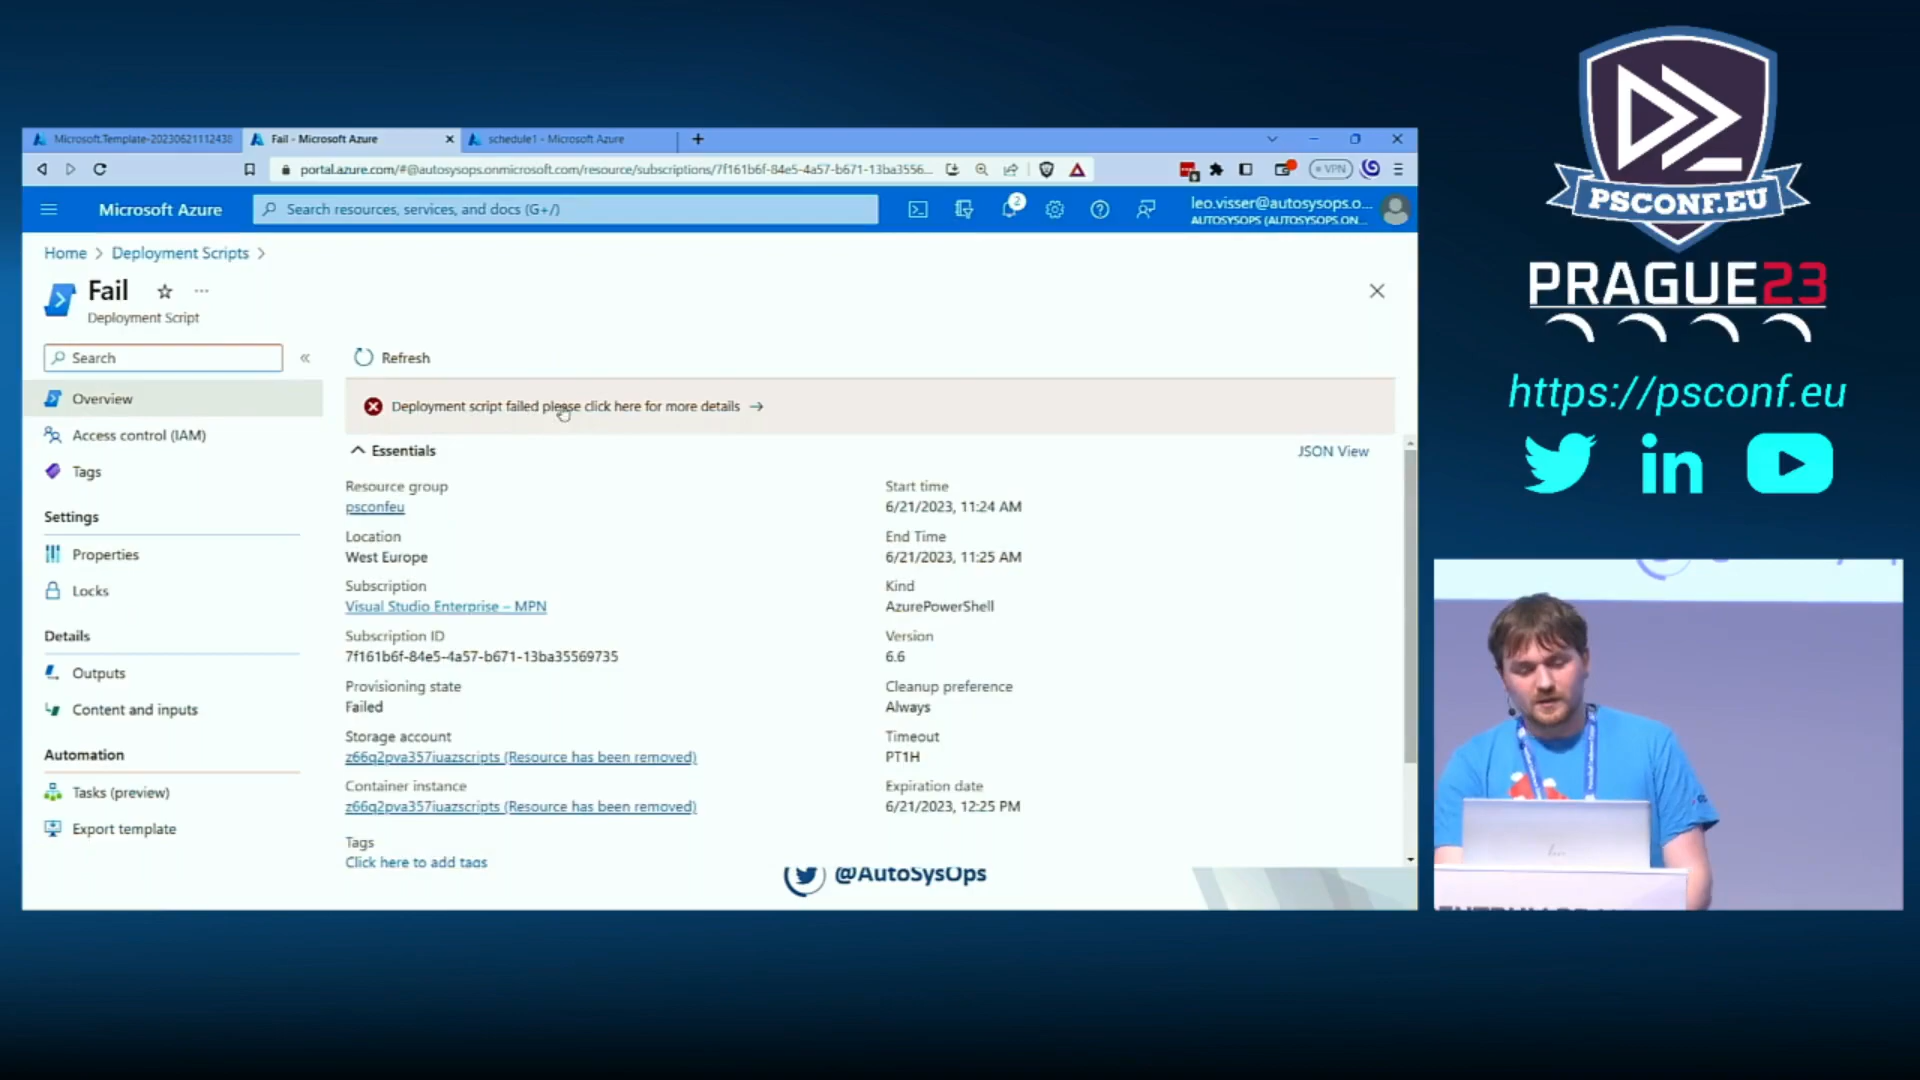 Microsoft.Template-20230621112438
Fail - Microsoft Azure
schedule1 - Microsoft Azure
portal.azure.com/#@autosysops.onmicrosoft.com/resource/subscriptions/7f161b6f-84e5-4a57-b671-13ba3556...
VPN
Microsoft Azure
Search resources, services, and docs (G+/)
2
leo.visser@autosysops.o...
AUTOSYSOPS (AUTOSYSOPS.ON...
Home > Deployment Scripts >
Fail
Deployment Script
Search
Refresh
Overview
Access control (IAM)
Tags
Settings
Properties
Locks
Details
Outputs
Content and inputs
Automation
Tasks (preview)
Export template
Deployment script failed please click here for more details →
Essentials
JSON View
Resource group
psconfeu
Location
West Europe
Subscription
Visual Studio Enterprise – MPN
Subscription ID
7f161b6f-84e5-4a57-b671-13ba35569735
Provisioning state
Failed
Storage account
z66q2pva357iuazscripts (Resource has been removed)
Container instance
z66q2pva357iuazscripts (Resource has been removed)
Tags
Click here to add tags
Start time
6/21/2023, 11:24 AM
End Time
6/21/2023, 11:25 AM
Kind
AzurePowerShell
Version
6.6
Cleanup preference
Always
Timeout
PT1H
Expiration date
6/21/2023, 12:25 PM
@AutoSysOps
PSCONF.EU
PRAGUE23
https://psconf.eu
in